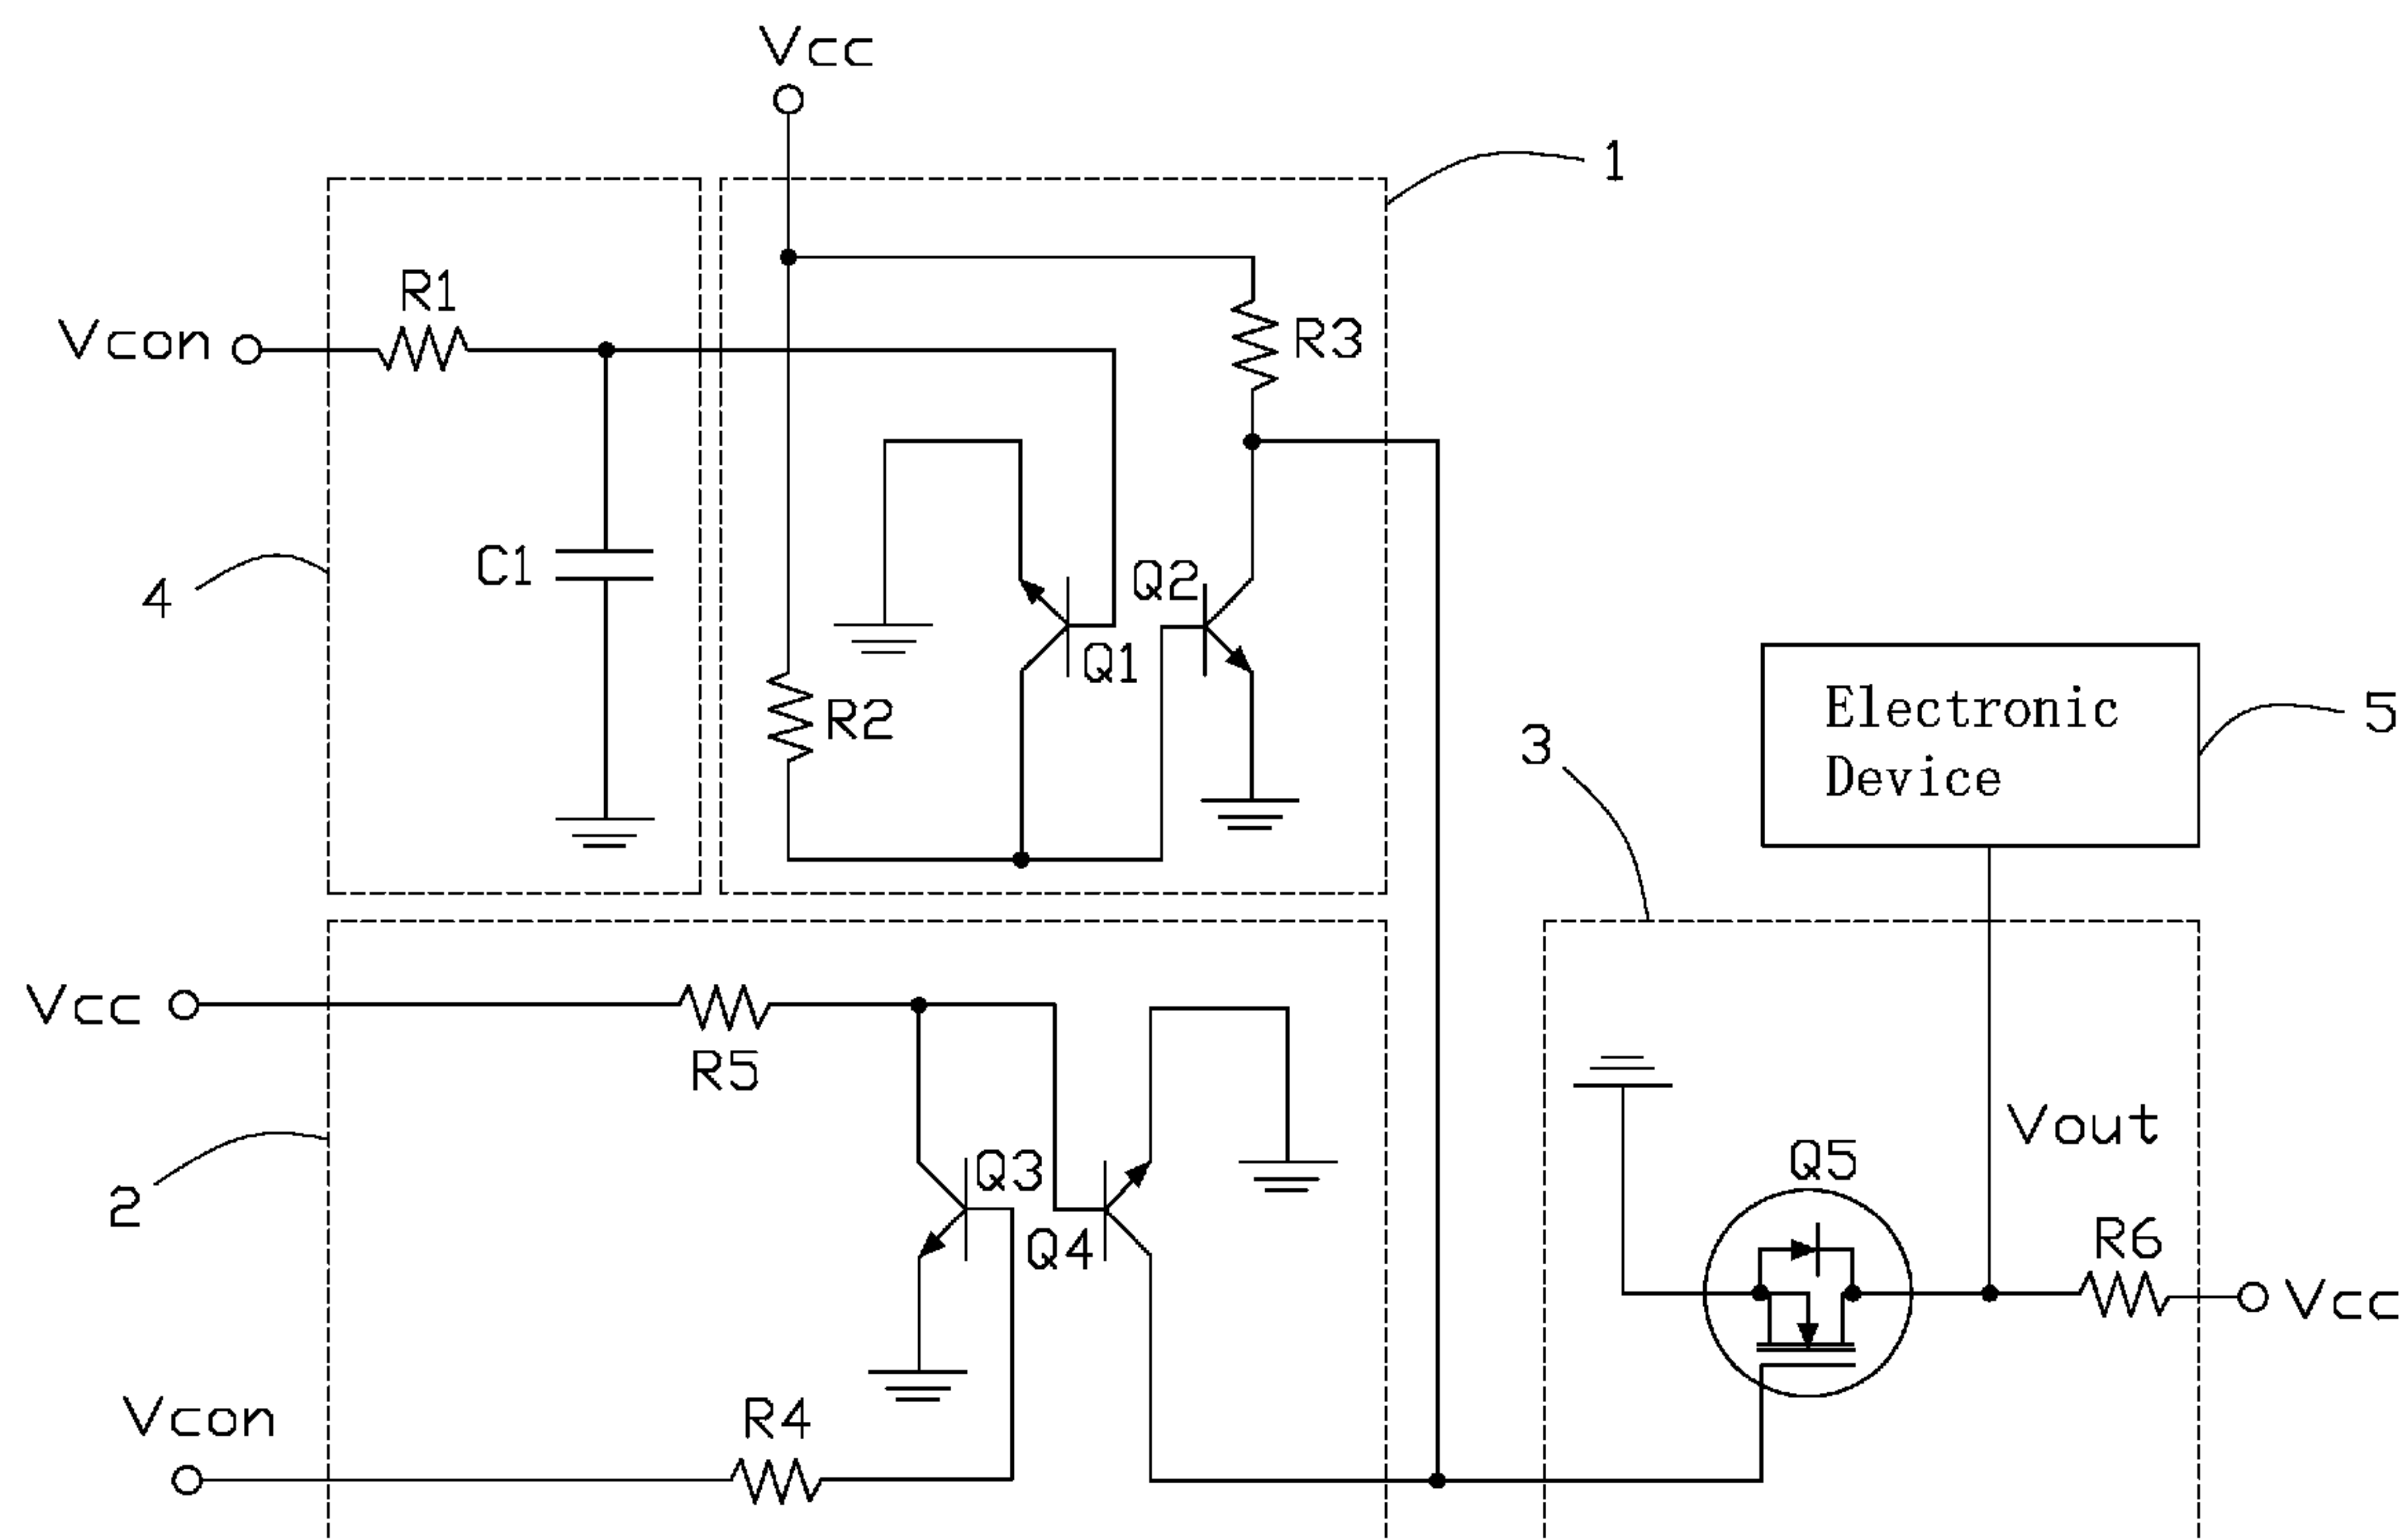 Vcc
1
R1
Vcon
R3
C1
Q2
4
Q1
R2
Electronic
Device
5
3
Vcc
R5
Vout
Q3
Q5
2
Q4
R6
Vcc
Vcon
R4